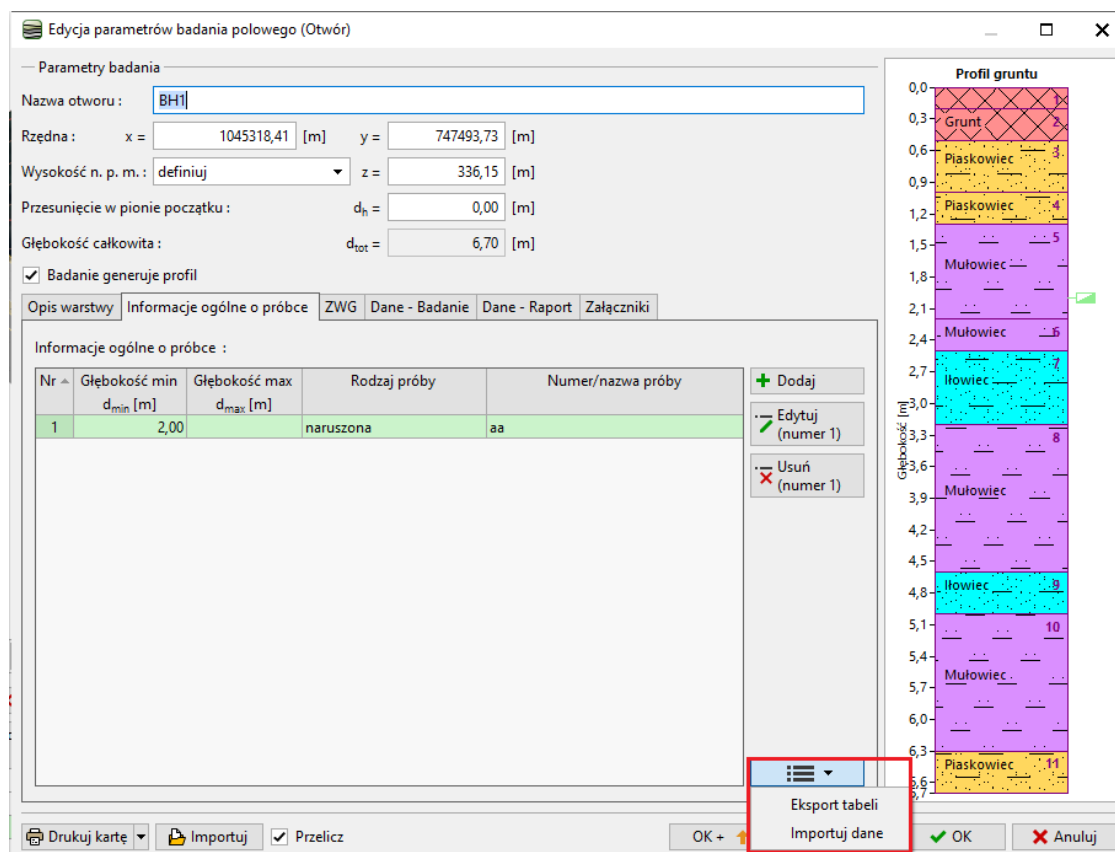 Edycja parametrów badania polowego (Otwór)
Parametry badania
Nazwa otworu : BH1
Rzędna : x = 1045318,41 [m] y = 747493,73 [m]
Wysokość n. p. m. : definiuj z = 336,15 [m]
Przesunięcie w pionie początku : dh = 0,00 [m]
Głębokość całkowita : dtot = 6,70 [m]
Badanie generuje profil
Opis warstwy Informacje ogólne o próbce ZWG Dane - Badanie Dane - Raport Załączniki
Informacje ogólne o próbce :
Nr Głębokość min Głębokość max Rodzaj próby Numer/nazwa próby
dmin [m] dmax [m]
1 2,00 naruszona aa
Dodaj
Edytuj
(numer 1)
Usuń
(numer 1)
Eksport tabeli
Importuj dane
Drukuj kartę Importuj Przelicz OK + OK Anuluj
Profil gruntu
Głębokość [m]
0,0
1
0,3
Grunt 2
0,6
Piaskowiec 3
0,9
Piaskowiec 4
1,2
5
1,5
Mułowiec
1,8
2,1
Mułowiec 6
2,4
7
2,7
Iłowiec
3,0
3,3
8
3,6
Mułowiec
3,9
4,2
4,5
Iłowiec 9
4,8
5,1
10
5,4
Mułowiec
5,7
6,0
6,3
Piaskowiec 11
6,6
6,7